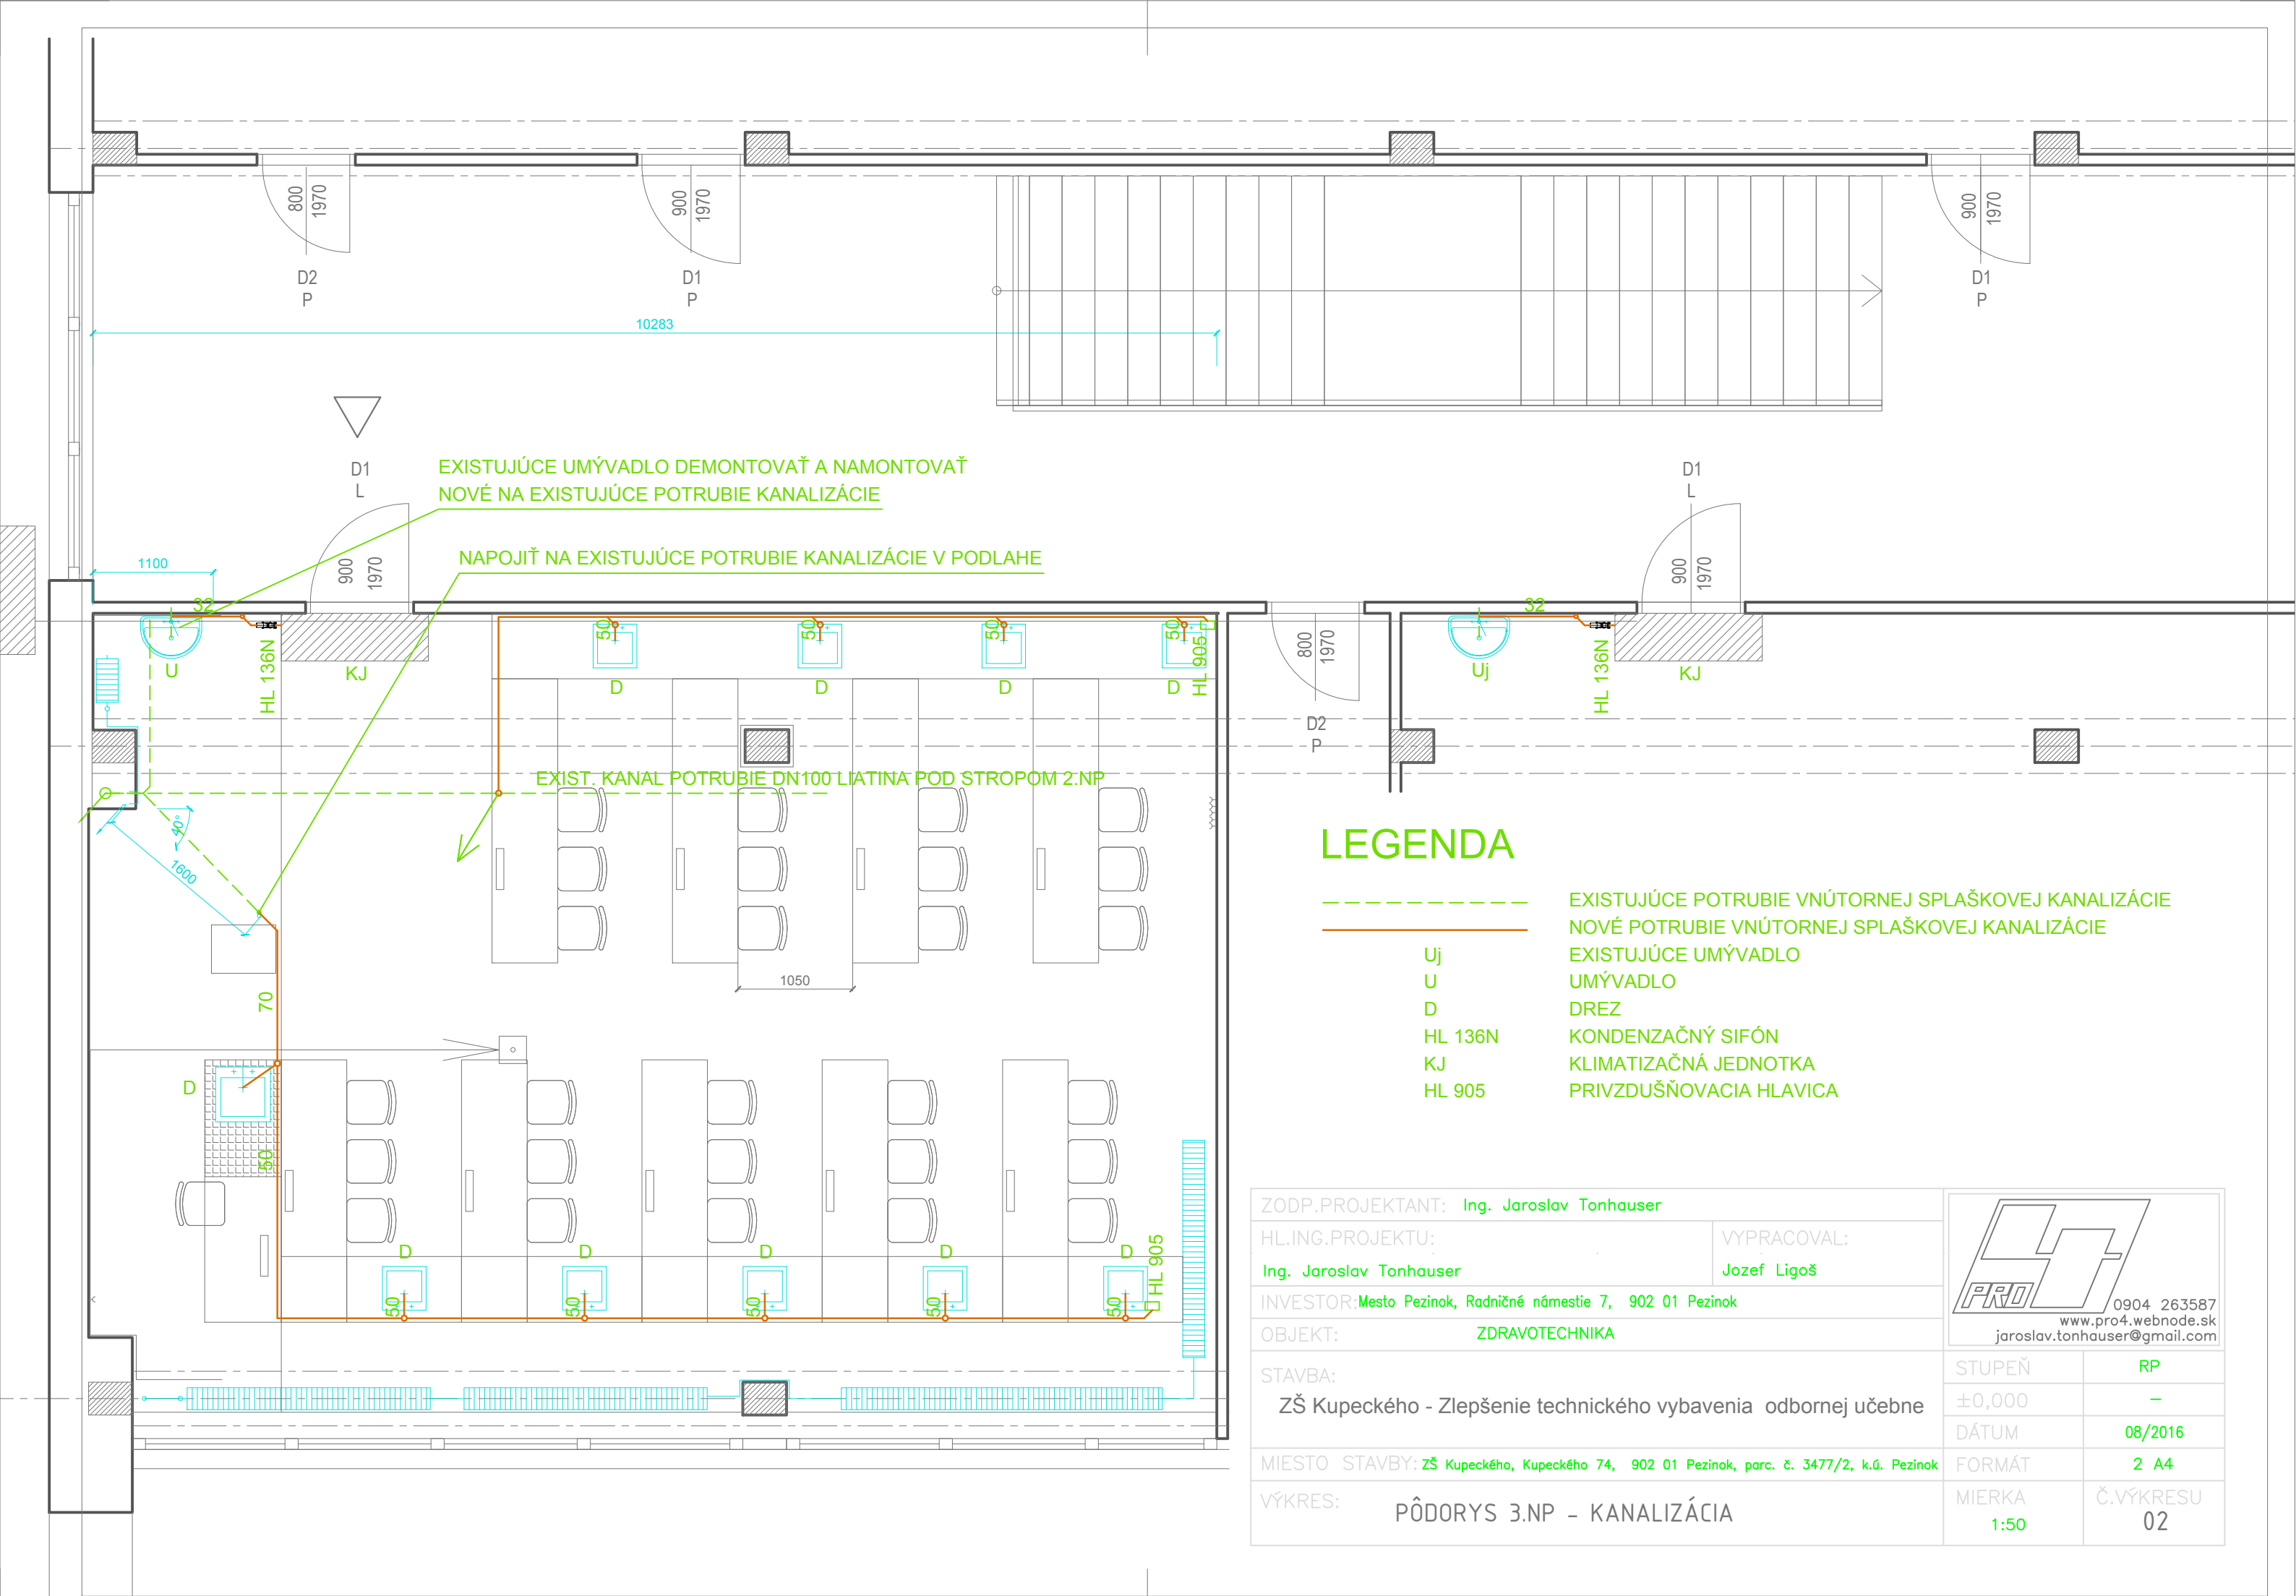 800
1970
D2
P
900
1970
D1
P
900
1970
D1
P
10283
D1
L
EXISTUJÚCE UMÝVADLO DEMONTOVAŤ A NAMONTOVAŤ
NOVÉ NA EXISTUJÚCE POTRUBIE KANALIZÁCIE
D1
L
NAPOJIŤ NA EXISTUJÚCE POTRUBIE KANALIZÁCIE V PODLAHE
1100
900
1970
900
1970
32
50
50
50
50
32
U
HL 136N
KJ
D
D
D
D
HL 905
800
1970
D2
P
Uj
HL 136N
KJ
EXIST. KANAL POTRUBIE DN100 LIATINA POD STROPOM 2.NP
40°
1600
1050
70
D
50
D
D
D
D
D
HL 905
50
50
50
50
50
LEGENDA
EXISTUJÚCE POTRUBIE VNÚTORNEJ SPLAŠKOVEJ KANALIZÁCIE
NOVÉ POTRUBIE VNÚTORNEJ SPLAŠKOVEJ KANALIZÁCIE
Uj EXISTUJÚCE UMÝVADLO
U UMÝVADLO
D DREZ
HL 136N KONDENZAČNÝ SIFÓN
KJ KLIMATIZAČNÁ JEDNOTKA
HL 905 PRIVZDUŠŇOVACIA HLAVICA
ZODP.PROJEKTANT: Ing. Jaroslav Tonhauser
HL.ING.PROJEKTU:
Ing. Jaroslav Tonhauser
VYPRACOVAL:
Jozef Ligoš
INVESTOR: Mesto Pezinok, Radničné námestie 7, 902 01 Pezinok
OBJEKT: ZDRAVOTECHNIKA
PRO
0904 263587
www.pro4.webnode.sk
jaroslav.tonhauser@gmail.com
STAVBA:
ZŠ Kupeckého - Zlepšenie technického vybavenia odbornej učebne
MIESTO STAVBY: ZŠ Kupeckého, Kupeckého 74, 902 01 Pezinok, parc. č. 3477/2, k.ú. Pezinok
VÝKRES: PÔDORYS 3.NP - KANALIZÁCIA
STUPEŇ RP
±0,000 –
DÁTUM 08/2016
FORMÁT 2 A4
MIERKA
1:50
Č.VÝKRESU
02